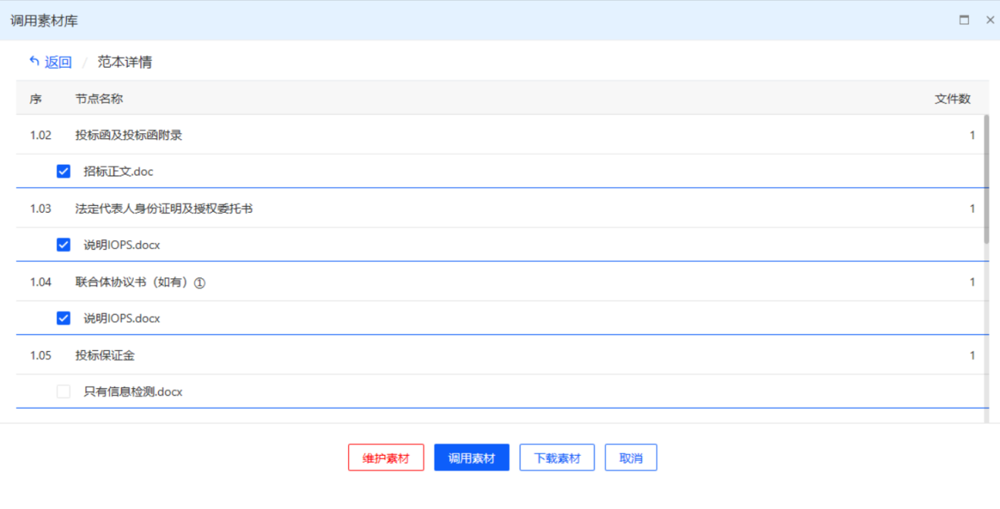 调用素材库
返回 / 范本详情
序 节点名称 文件数
1.02 投标函及投标函附录 1
招标正文.doc
1.03 法定代表人身份证明及授权委托书 1
说明IOPS.docx
1.04 联合体协议书（如有）① 1
说明IOPS.docx
1.05 投标保证金 1
只有信息检测.docx
维护素材 调用素材 下载素材 取消